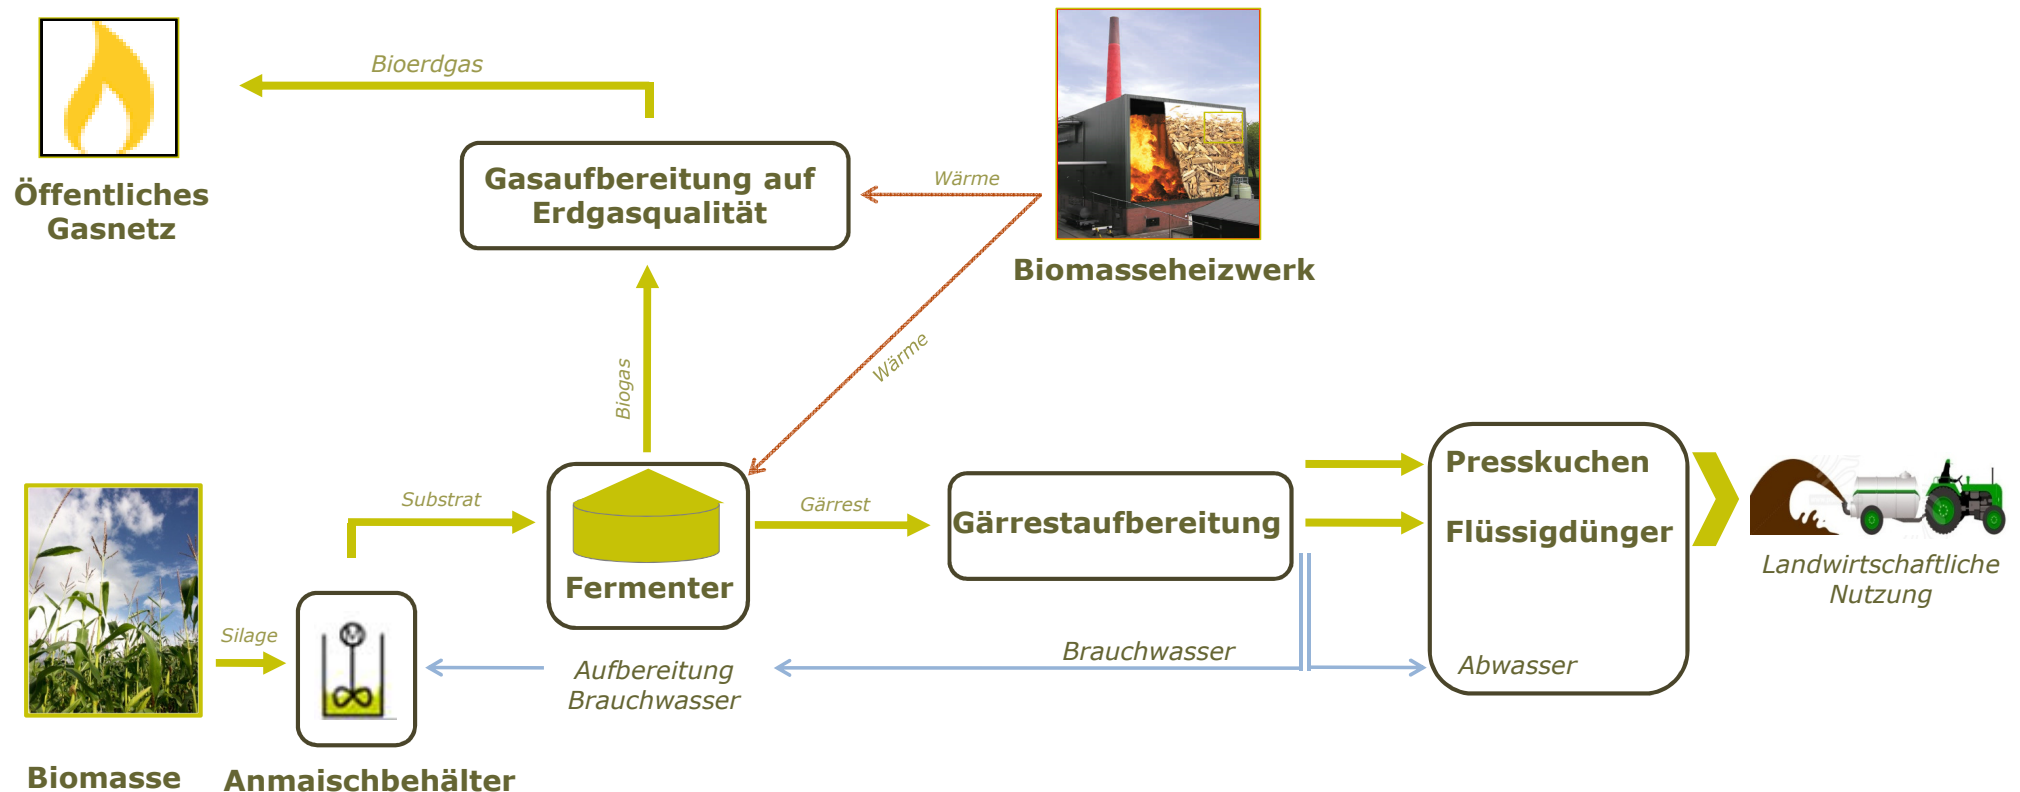 Bioerdgas
Öffentliches
Gasnetz
Gasaufbereitung auf
Erdgasqualität
Wärme
Biomasseheizwerk
Wärme
Biogas
Substrat
Fermenter
Gärrest
Gärrestaufbereitung
Presskuchen
Flüssigdünger
Abwasser
Landwirtschaftliche
Nutzung
Silage
M
Aufbereitung
Brauchwasser
Brauchwasser
Biomasse
Anmaischbehälter